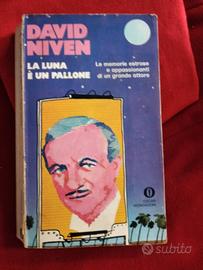 DAVID
NIVEN
LA LUNA
È UN PALLONE
Le memorie estrose
e appassionanti
di un grande attore
OSCAR
MONDADORI
subito